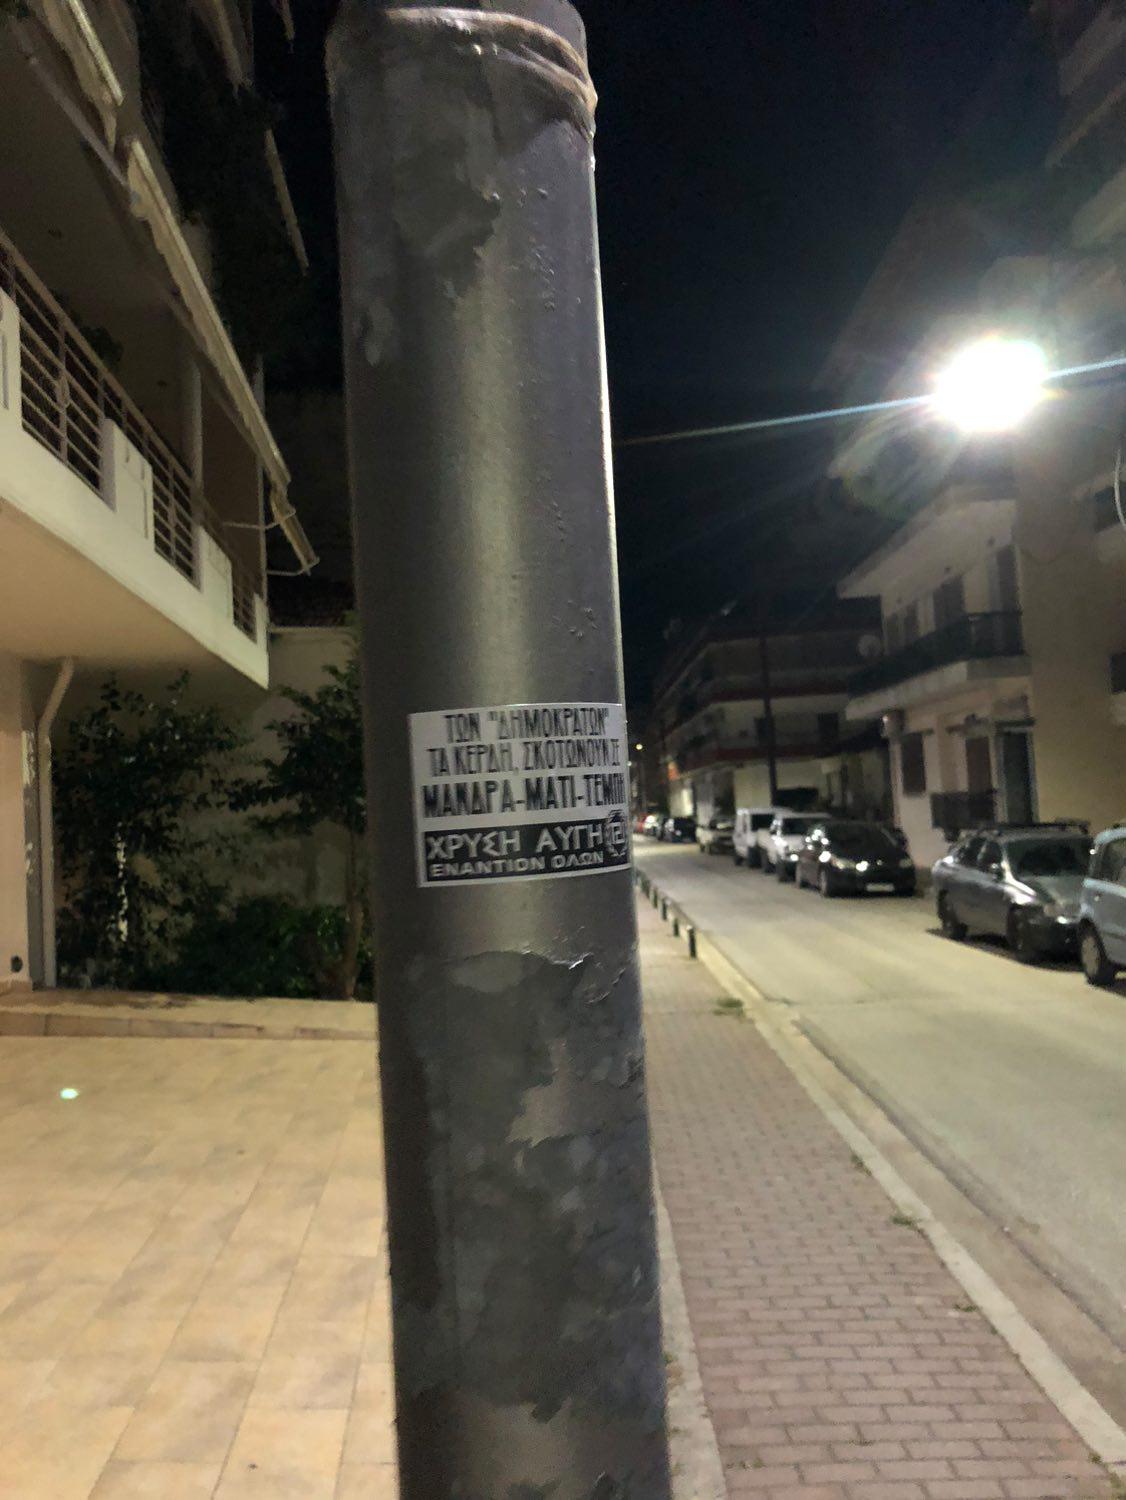 ΤΩΝ "ΔΗΜΟΚΡΑΤΩΝ"
ΤΑ ΚΕΡΔΗ, ΣΚΟΤΩΝΟΥΝ ΣΕ
ΜΑΝΔΡΑ-ΜΑΤΙ-ΤΕΜΠΗ
ΧΡΥΣΗ ΑΥΓΗ
ΕΝΑΝΤΙΟΝ ΟΛΩΝ